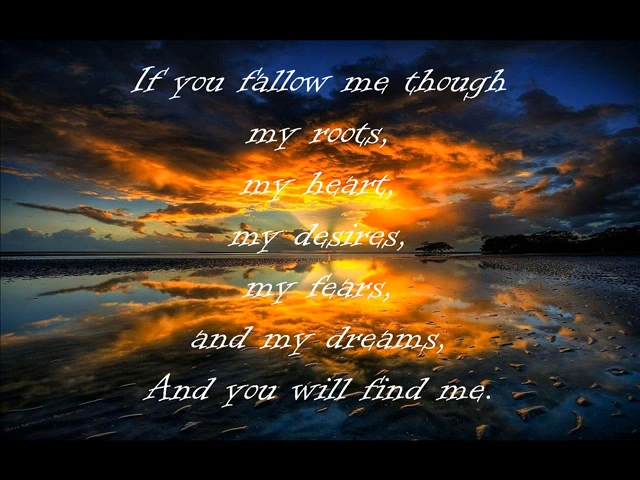 If you fallow me though
my roots,
my heart,
my desires,
my fears,
and my dreams,
And you will find me.